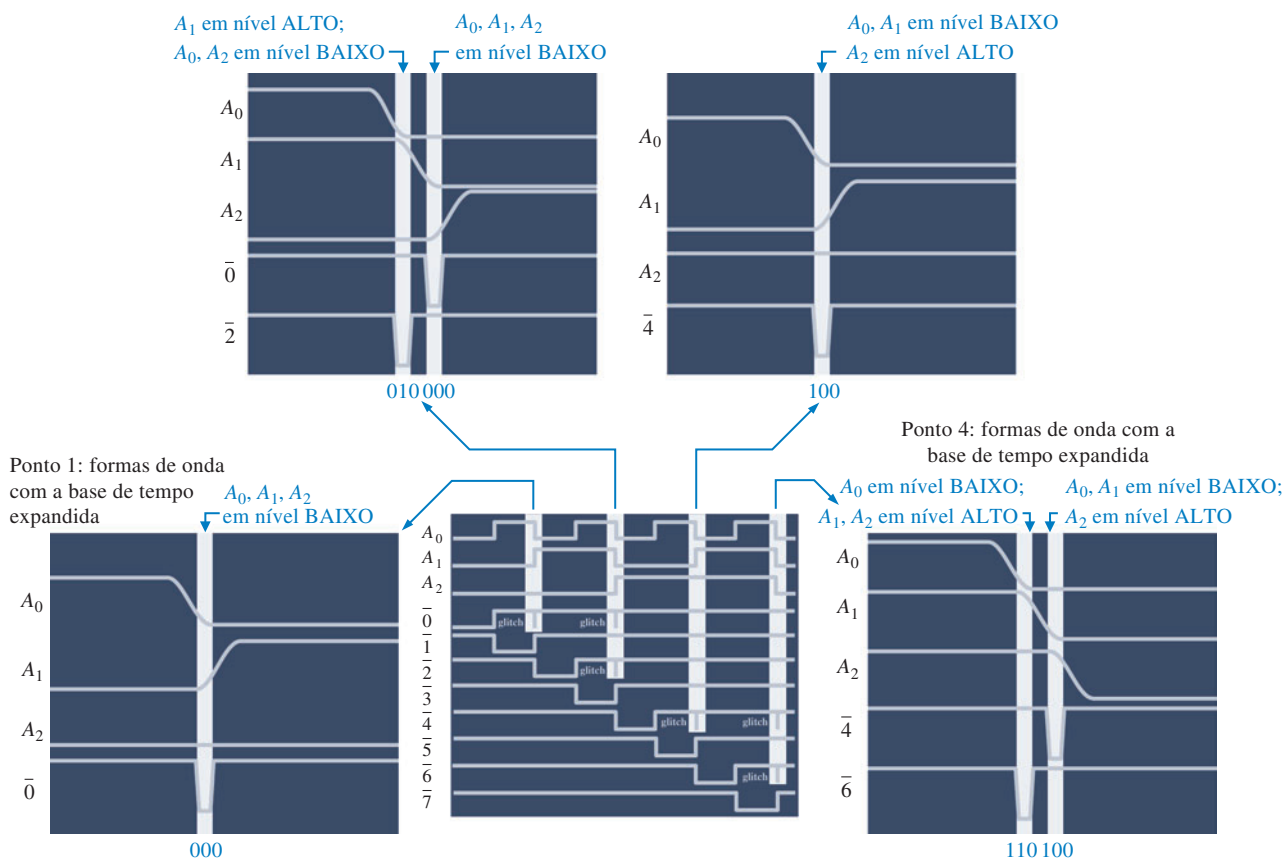 A₁ em nível ALTO;
A₀, A₂ em nível BAIXO
A₀, A₁, A₂
em nível BAIXO
A₀
A₁
A₂
0̅
2̅
010 000
A₀, A₁ em nível BAIXO
A₂ em nível ALTO
A₀
A₁
A₂
4̅
100
Ponto 1: formas de onda
com a base de tempo
expandida
A₀, A₁, A₂
em nível BAIXO
A₀
A₁
A₂
0̅
000
A₀
A₁
A₂
0̅ glitch glitch
1̅
2̅ glitch
3̅
4̅ glitch glitch
5̅
6̅ glitch
7̅
Ponto 4: formas de onda com a
base de tempo expandida
A₀ em nível BAIXO;
A₁, A₂ em nível ALTO
A₀, A₁ em nível BAIXO;
A₂ em nível ALTO
A₀
A₁
A₂
4̅
6̅
110 100